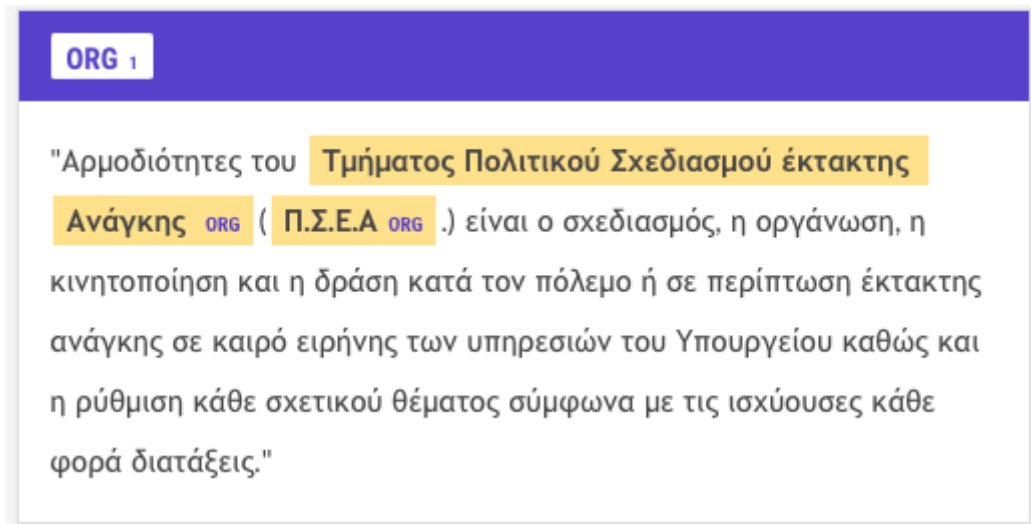 ORG 1
"Αρμοδιότητες του Τμήματος Πολιτικού Σχεδιασμού έκτακτης
Ανάγκης ORG ( Π.Σ.Ε.Α ORG .) είναι ο σχεδιασμός, η οργάνωση, η
κινητοποίηση και η δράση κατά τον πόλεμο ή σε περίπτωση έκτακτης
ανάγκης σε καιρό ειρήνης των υπηρεσιών του Υπουργείου καθώς και
η ρύθμιση κάθε σχετικού θέματος σύμφωνα με τις ισχύουσες κάθε
φορά διατάξεις."